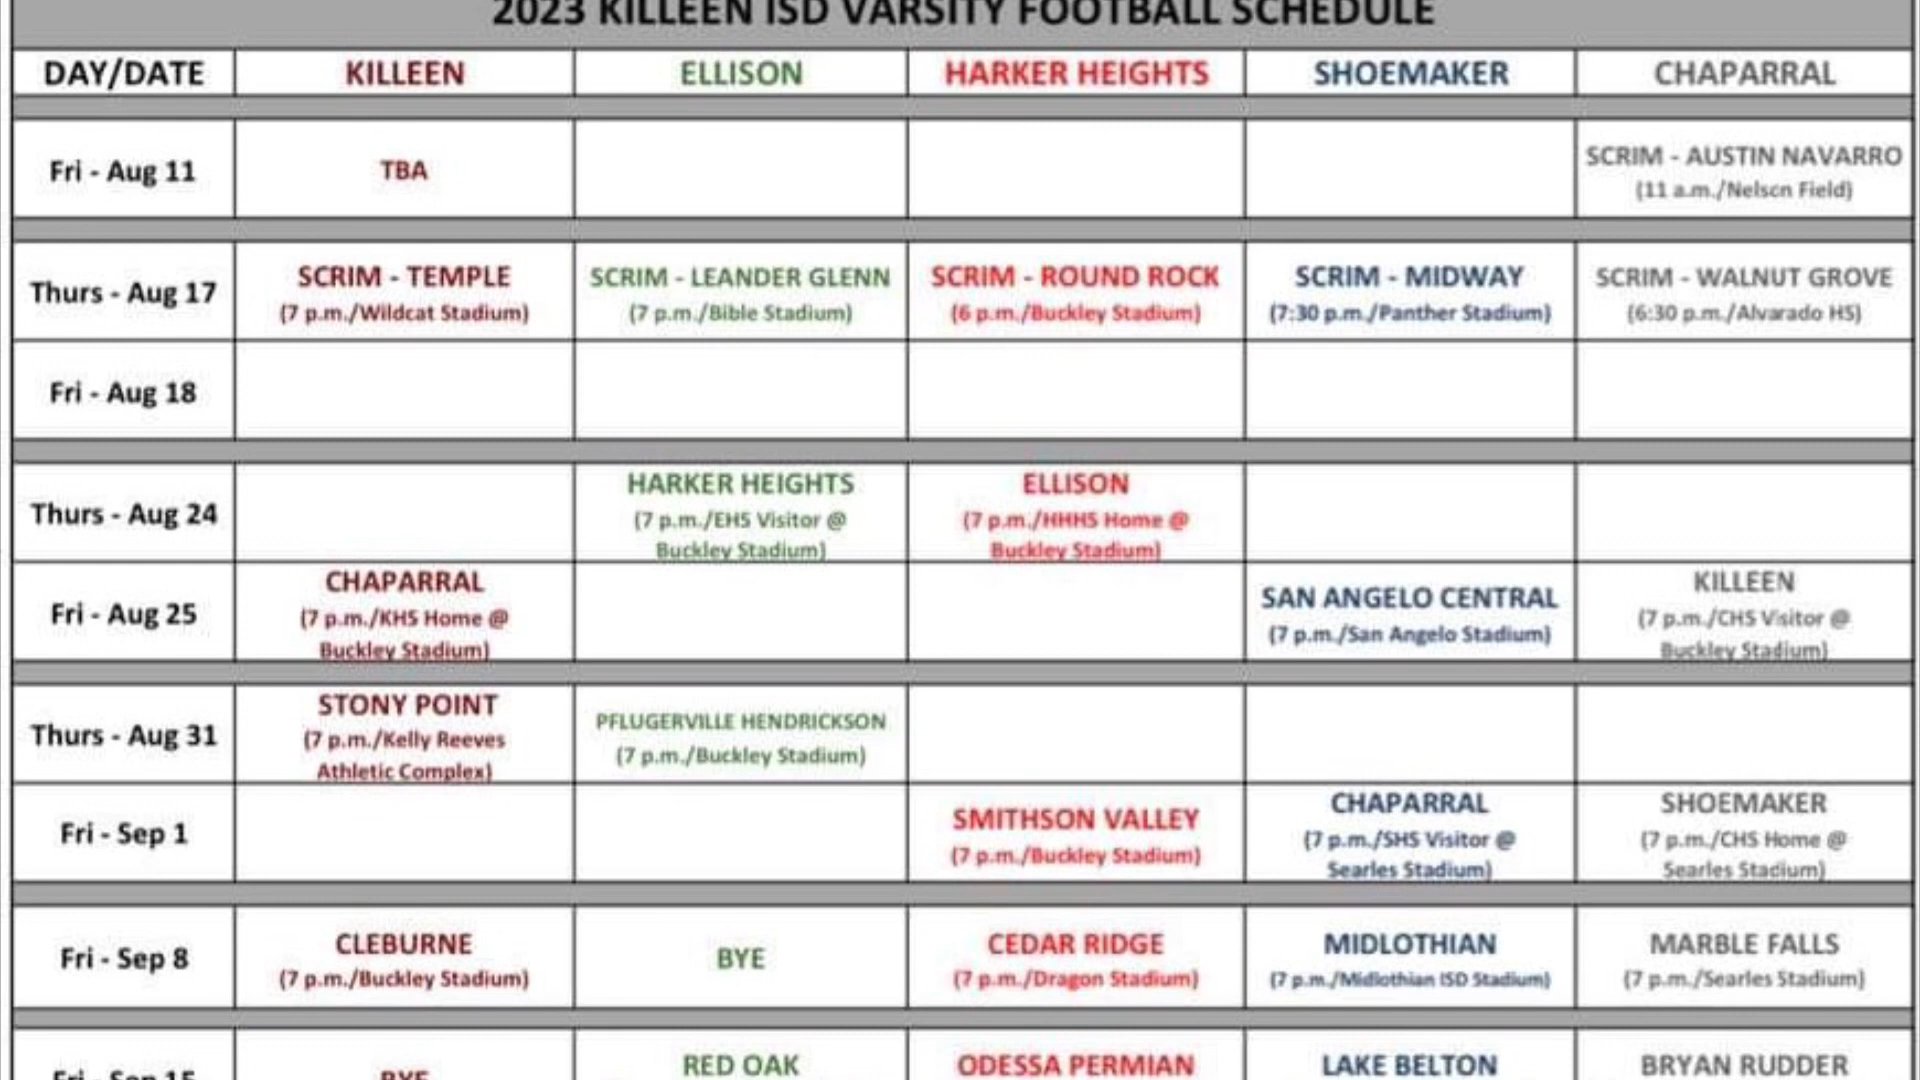 2023 KILLEEN ISD VARSITY FOOTBALL SCHEDULE
DAY/DATE KILLEEN ELLISON HARKER HEIGHTS SHOEMAKER CHAPARRAL
Fri - Aug 11 TBA SCRIM - AUSTIN NAVARRO
(11 a.m./Nelson Field)
Thurs - Aug 17 SCRIM - TEMPLE SCRIM - LEANDER GLENN SCRIM - ROUND ROCK SCRIM - MIDWAY SCRIM - WALNUT GROVE
(7 p.m./Wildcat Stadium) (7 p.m./Bible Stadium) (6 p.m./Buckley Stadium) (7:30 p.m./Panther Stadium) (6:30 p.m./Alvarado HS)
Fri - Aug 18
Thurs - Aug 24 HARKER HEIGHTS ELLISON
(7 p.m./EHS Visitor @ (7 p.m./HHHS Home @
Buckley Stadium) Buckley Stadium)
Fri - Aug 25 CHAPARRAL SAN ANGELO CENTRAL KILLEEN
(7 p.m./KHS Home @ (7 p.m./San Angelo Stadium) (7 p.m./CHS Visitor @
Buckley Stadium) Buckley Stadium)
Thurs - Aug 31 STONY POINT PFLUGERVILLE HENDRICKSON
(7 p.m./Kelly Reeves (7 p.m./Buckley Stadium)
Athletic Complex)
Fri - Sep 1 SMITHSON VALLEY CHAPARRAL SHOEMAKER
(7 p.m./Buckley Stadium) (7 p.m./SHS Visitor @ (7 p.m./CHS Home @
Searles Stadium) Searles Stadium)
Fri - Sep 8 CLEBURNE BYE CEDAR RIDGE MIDLOTHIAN MARBLE FALLS
(7 p.m./Buckley Stadium) (7 p.m./Dragon Stadium) (7 p.m./Midlothian ISD Stadium) (7 p.m./Searles Stadium)
Fri - Sep 15 BYE RED OAK ODESSA PERMIAN LAKE BELTON BRYAN RUDDER